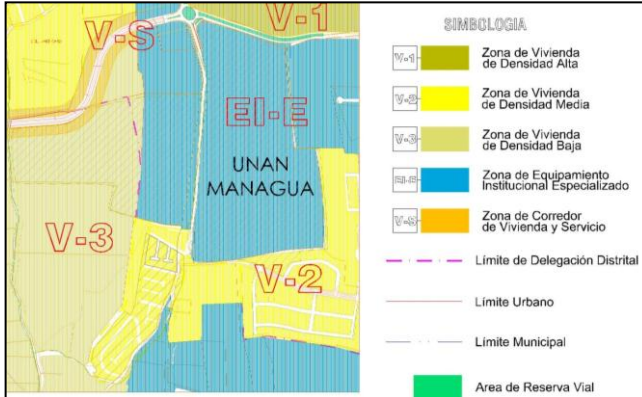 V-S
V-1
EI-E
UNAN
MANAGUA
V-3
V-2
SIMBOLOGIA
V-1 Zona de Vivienda
de Densidad Alta
V-2 Zona de Vivienda
de Densidad Media
V-3 Zona de Vivienda
de Densidad Baja
EI-E Zona de Equipamiento
Institucional Especializado
V-S Zona de Corredor
de Vivienda y Servicio
Límite de Delegación Distrital
Límite Urbano
Límite Municipal
Area de Reserva Vial